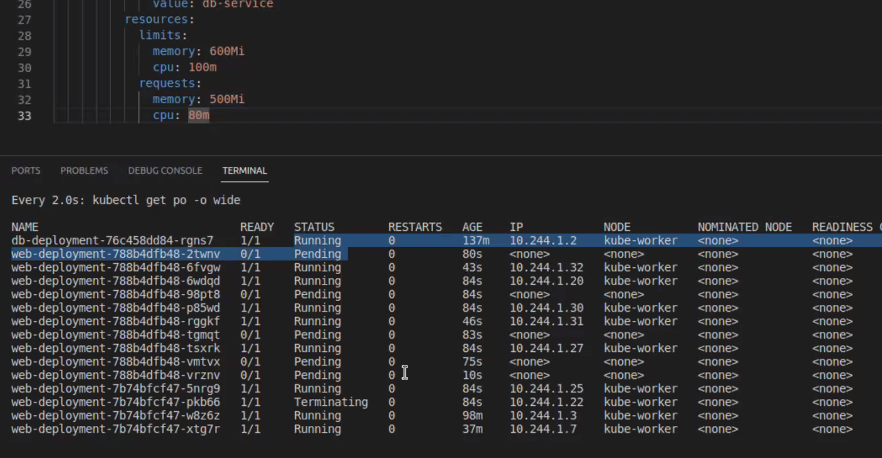 26 value: db-service
27 resources:
28 limits:
29 memory: 600Mi
30 cpu: 100m
31 requests:
32 memory: 500Mi
33 cpu: 80m
PORTS PROBLEMS DEBUG CONSOLE TERMINAL
Every 2.0s: kubectl get po -o wide
NAME READY STATUS RESTARTS AGE IP NODE NOMINATED NODE READINESS
db-deployment-76c458dd84-rgns7 1/1 Running 0 137m 10.244.1.2 kube-worker <none> <none>
web-deployment-788b4dfb48-2twnv 0/1 Pending 0 80s <none> <none> <none> <none>
web-deployment-788b4dfb48-6fvgw 1/1 Running 0 43s 10.244.1.32 kube-worker <none> <none>
web-deployment-788b4dfb48-6wdqd 1/1 Running 0 84s 10.244.1.20 kube-worker <none> <none>
web-deployment-788b4dfb48-98pt8 0/1 Pending 0 84s <none> <none> <none> <none>
web-deployment-788b4dfb48-p85wd 1/1 Running 0 84s 10.244.1.30 kube-worker <none> <none>
web-deployment-788b4dfb48-rggkf 1/1 Running 0 46s 10.244.1.31 kube-worker <none> <none>
web-deployment-788b4dfb48-tgmqt 0/1 Pending 0 83s <none> <none> <none> <none>
web-deployment-788b4dfb48-tsxrk 1/1 Running 0 84s 10.244.1.27 kube-worker <none> <none>
web-deployment-788b4dfb48-vmtvx 0/1 Pending 0 75s <none> <none> <none> <none>
web-deployment-788b4dfb48-vrznv 0/1 Pending 0 10s <none> <none> <none> <none>
web-deployment-7b74bfcf47-5nrg9 1/1 Running 0 84s 10.244.1.25 kube-worker <none> <none>
web-deployment-7b74bfcf47-pkb66 1/1 Terminating 0 84s 10.244.1.22 kube-worker <none> <none>
web-deployment-7b74bfcf47-w8z6z 1/1 Running 0 98m 10.244.1.3 kube-worker <none> <none>
web-deployment-7b74bfcf47-xtg7r 1/1 Running 0 37m 10.244.1.7 kube-worker <none> <none>